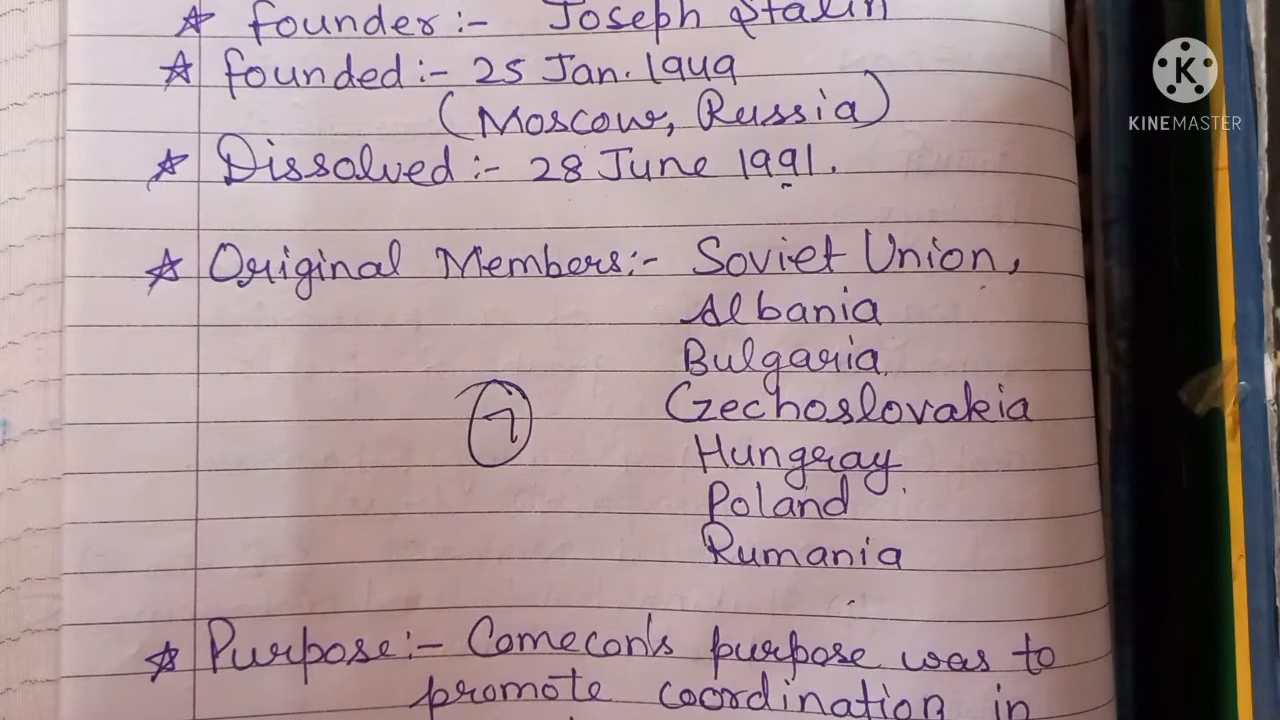 ☆ founder :- Joseph Stalin
☆ founded :- 25 Jan. 1949
(Moscow, Russia)
☆ Dissolved :- 28 June 1991.
☆ Original Members:- Soviet Union,
Albania
Bulgaria
Czechoslovakia
7
Hungray
Poland
Rumania
☆ Purpose:- Comecon's purpose was to
promote coordination in
K
KINEMASTER